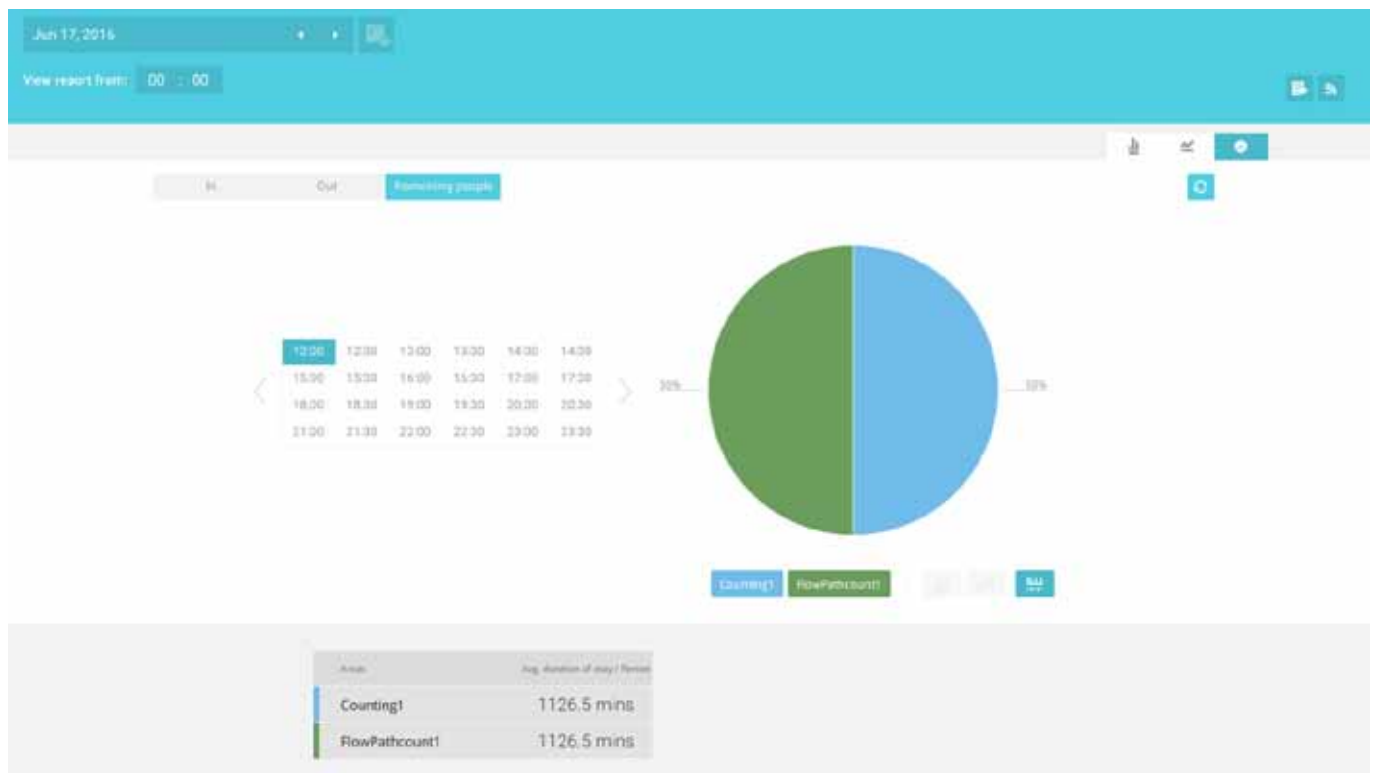 Jun 17, 2016
View report from: 00 : 00
In Out Remaining people
12:00 12:30 13:00 13:30 14:00 14:30
15:00 15:30 16:00 16:30 17:00 17:30
18:00 18:30 19:00 19:30 20:00 20:30
21:00 21:30 22:00 22:30 23:00 23:30
Counting1 FlowPathcount1
Areas Avg. duration of stay / Person
Counting1 1126.5 mins
FlowPathcount1 1126.5 mins